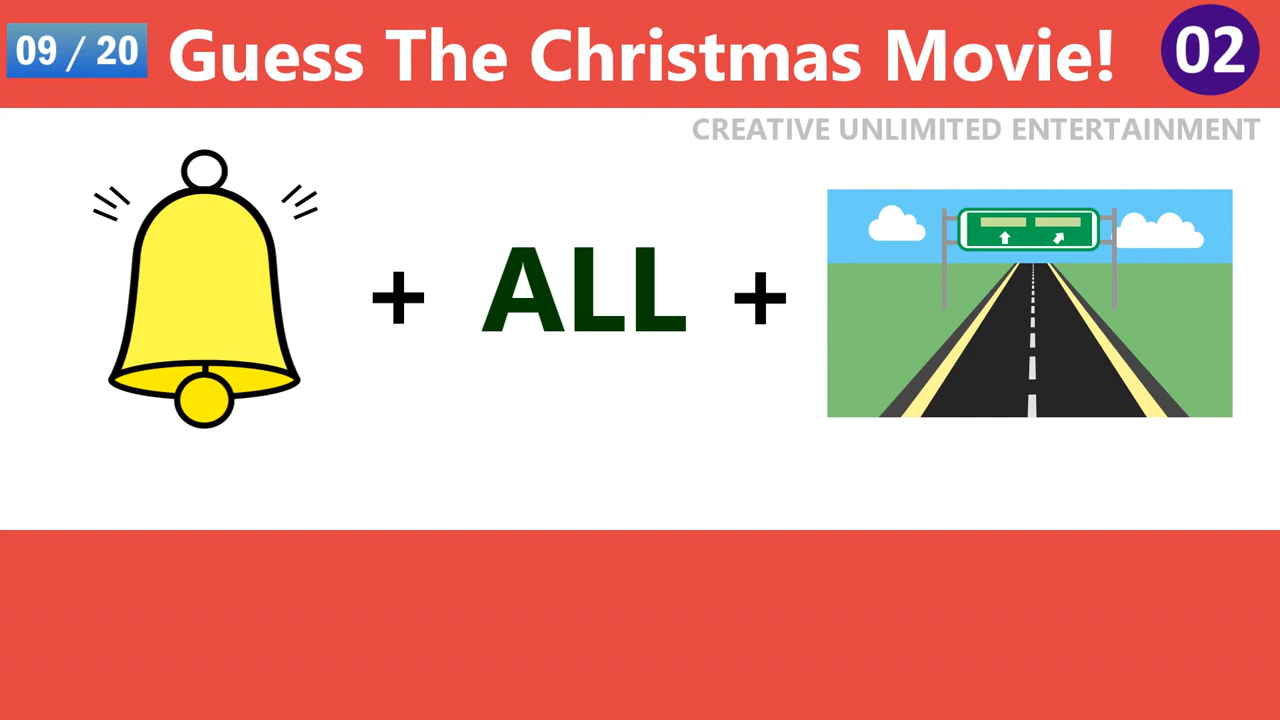 09 / 20
Guess The Christmas Movie!
02
CREATIVE UNLIMITED ENTERTAINMENT
+ ALL +